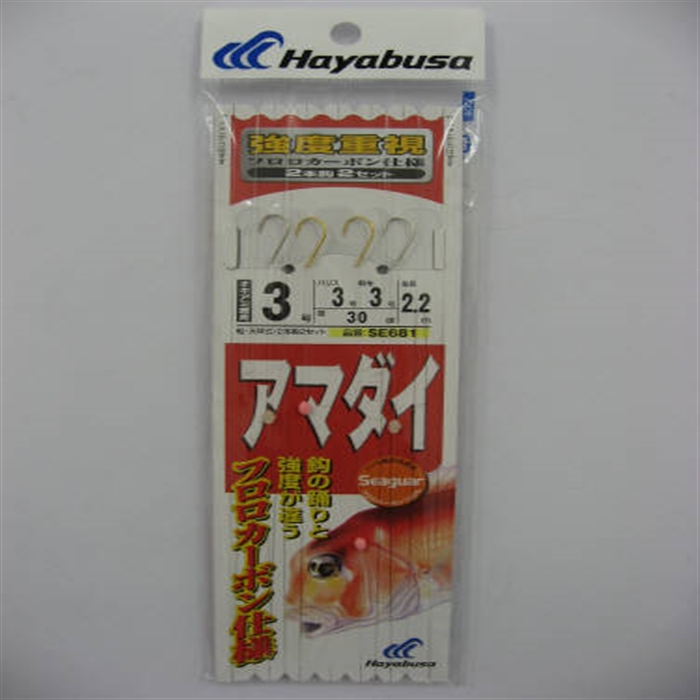 Hayabusa
強度重視
フロロカーボン仕様
2本鈎2セット
3号
ハリス 3号
幹糸 3号
全長 2.2
30
品番 SE681
アマダイ
鈎の踊りと
強度が違う
フロロカーボン仕様
Seaguar
Hayabusa